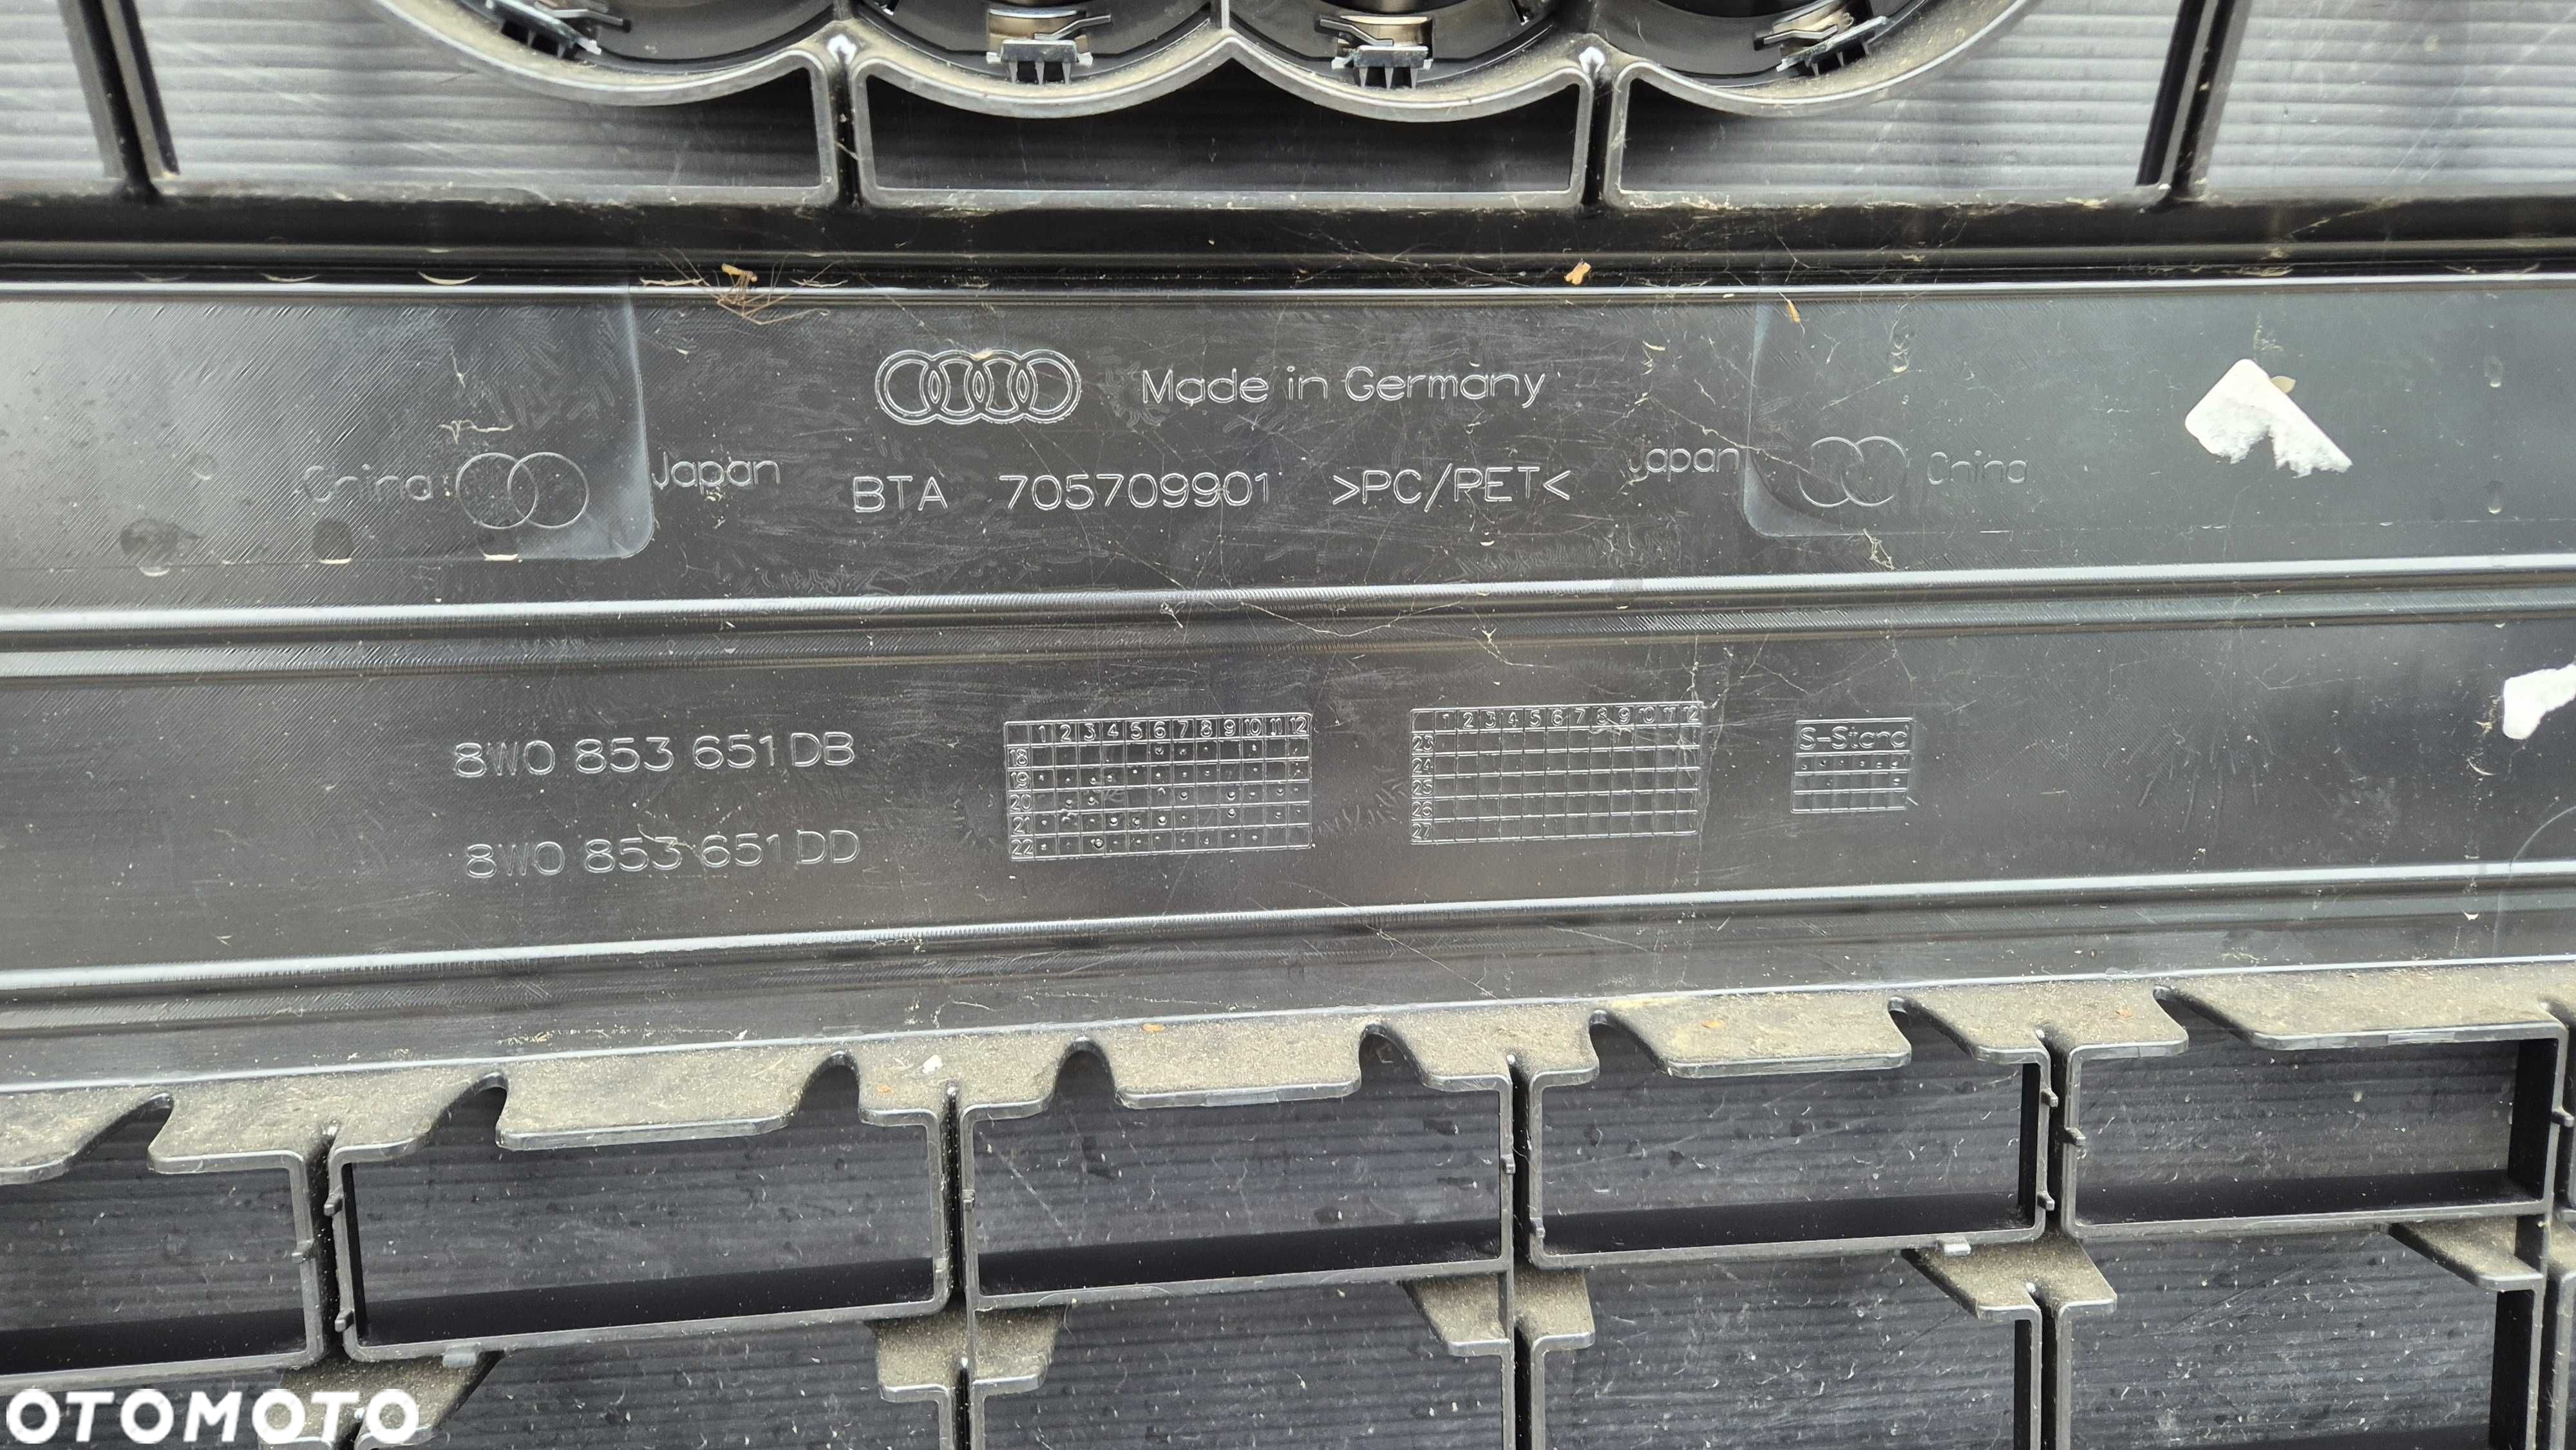 Made in Germany
China Japan BTA 705709901 >PC/PET< Japan China
8W0 853 651 DB
8W0 853 651 DD
1 2 3 4 5 6 7 8 9 10 11 12
18
19
20
21
22
1 2 3 4 5 6 7 8 9 10 11 12
23
24
25
26
27
S-Stand
OTOMOTO